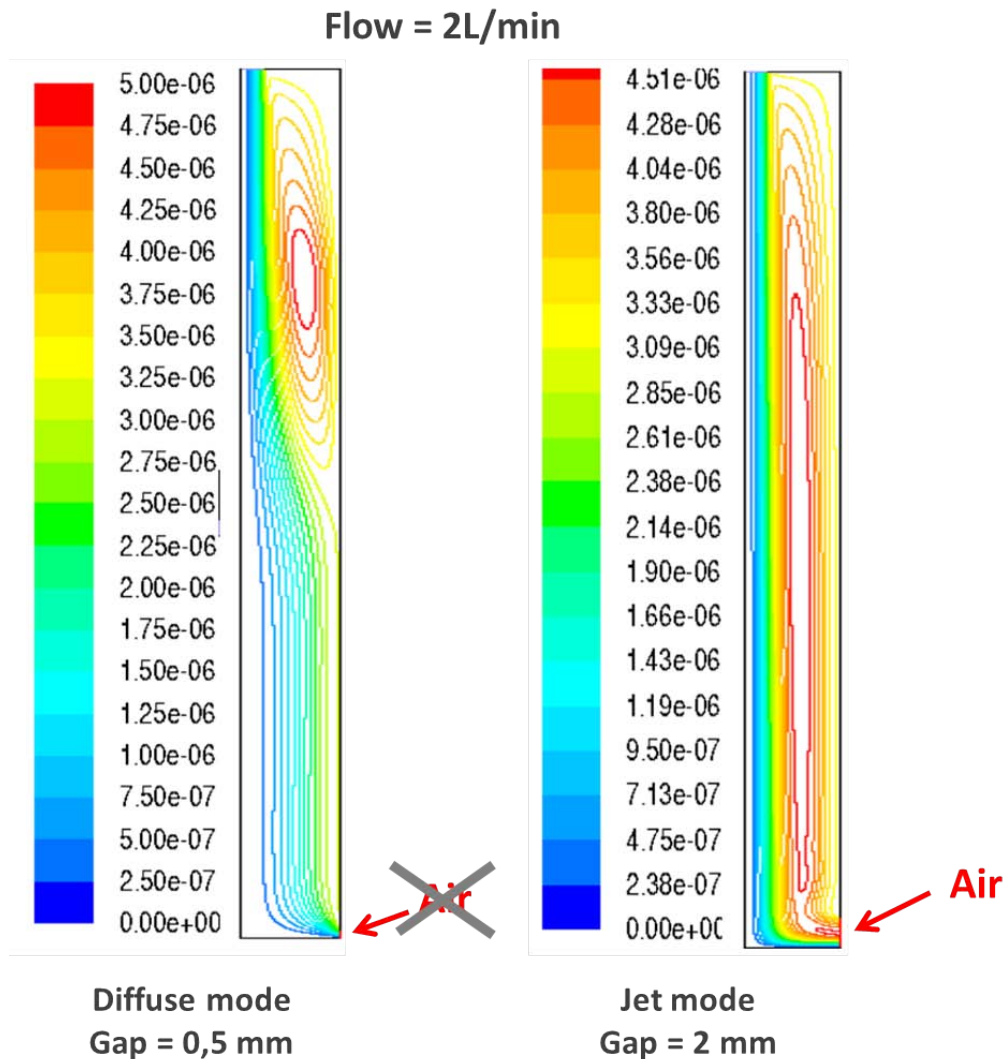 Flow = 2L/min
5.00e-06
4.75e-06
4.50e-06
4.25e-06
4.00e-06
3.75e-06
3.50e-06
3.25e-06
3.00e-06
2.75e-06
2.50e-06
2.25e-06
2.00e-06
1.75e-06
1.50e-06
1.25e-06
1.00e-06
7.50e-07
5.00e-07
2.50e-07
0.00e+00
Air
Diffuse mode
Gap = 0,5 mm
4.51e-06
4.28e-06
4.04e-06
3.80e-06
3.56e-06
3.33e-06
3.09e-06
2.85e-06
2.61e-06
2.38e-06
2.14e-06
1.90e-06
1.66e-06
1.43e-06
1.19e-06
9.50e-07
7.13e-07
4.75e-07
2.38e-07
0.00e+00
Air
Jet mode
Gap = 2 mm